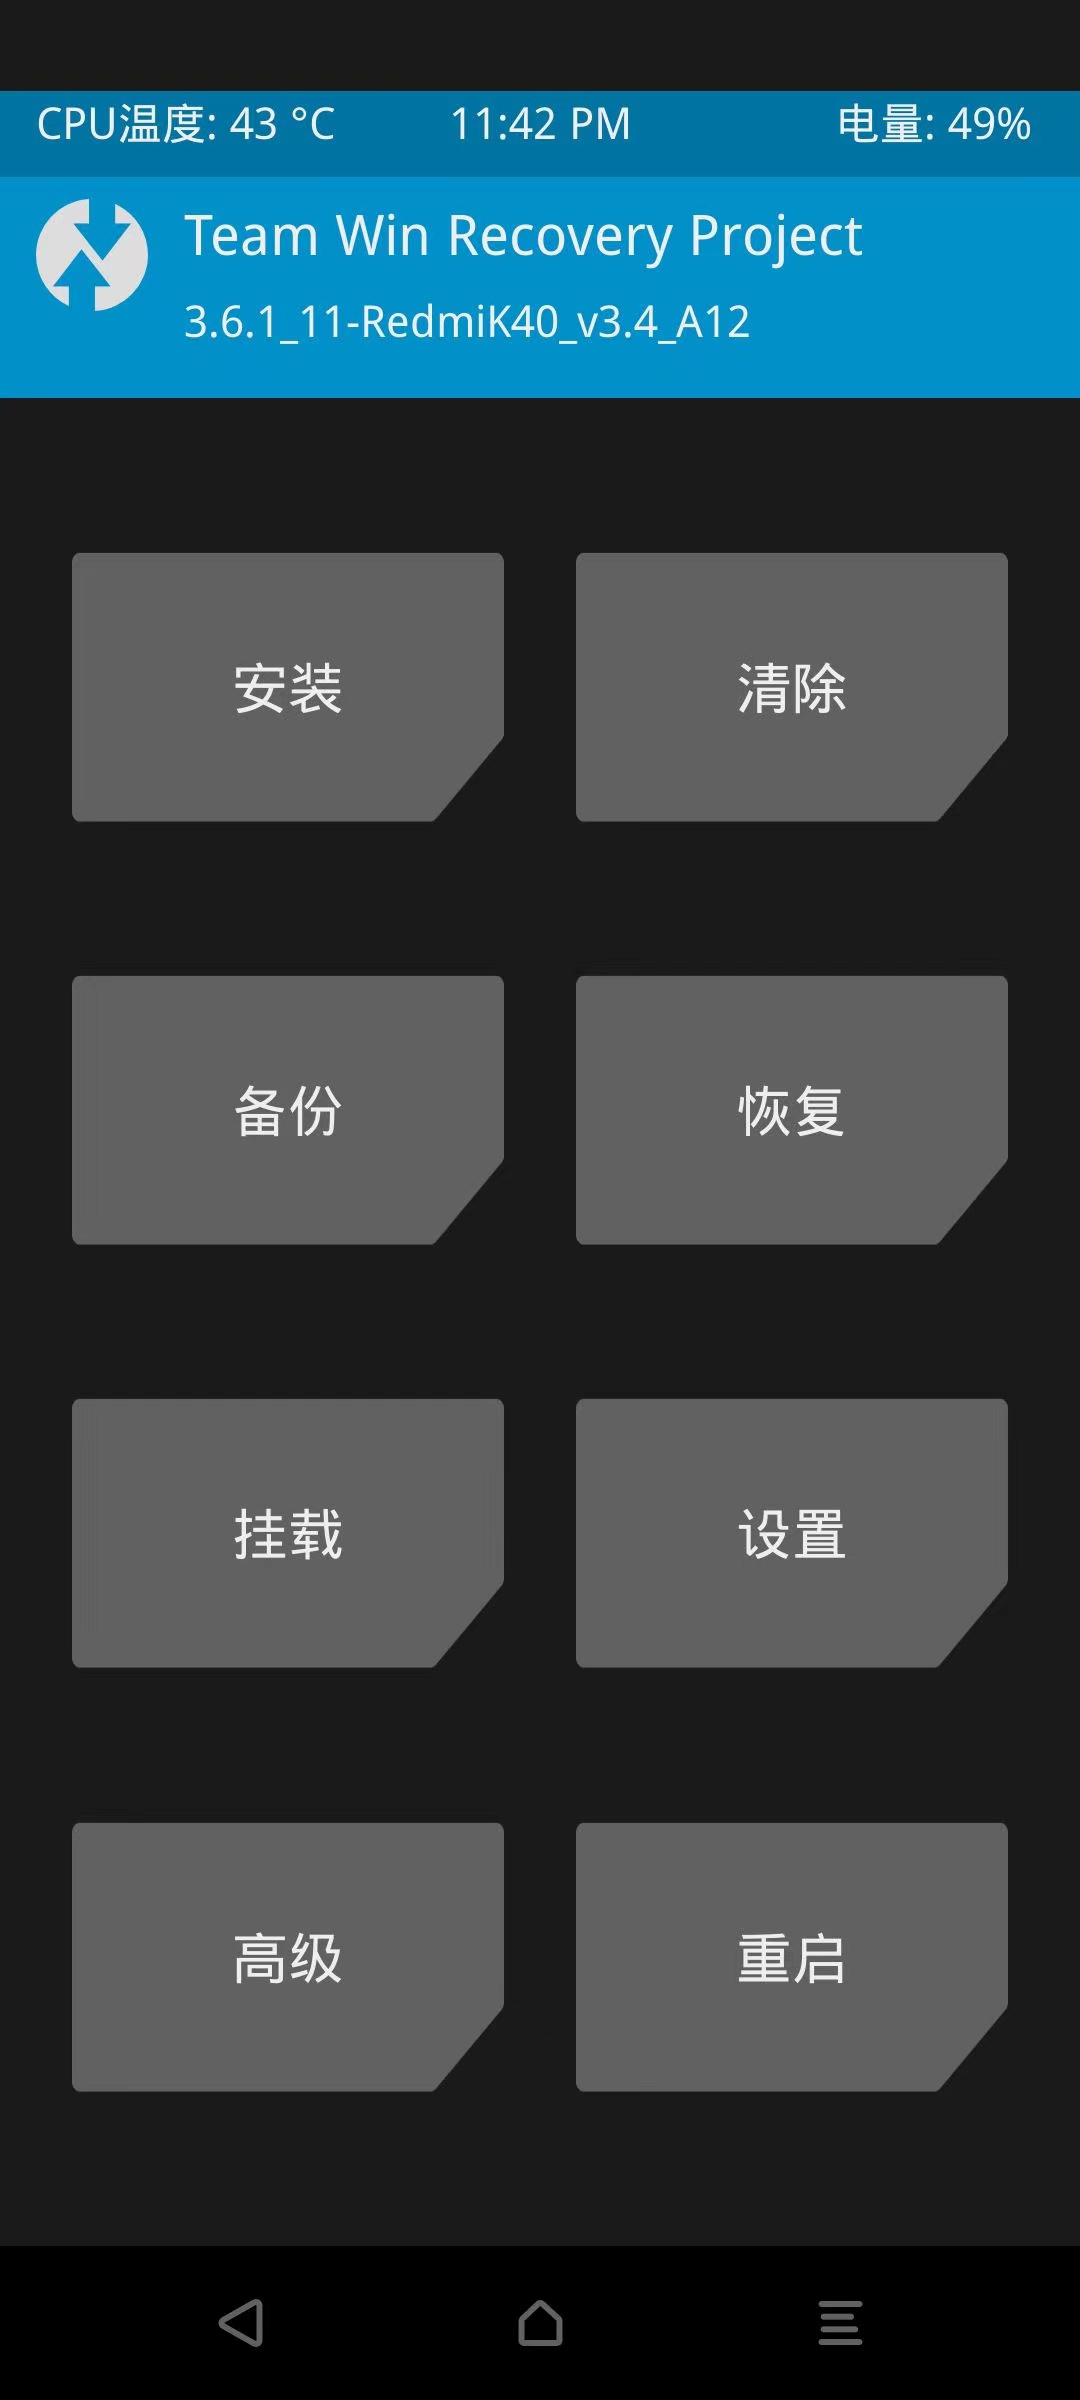 CPU温度: 43 °C 11:42 PM 电量: 49%
Team Win Recovery Project
3.6.1_11-RedmiK40_v3.4_A12
安装 清除
备份 恢复
挂载 设置
高级 重启